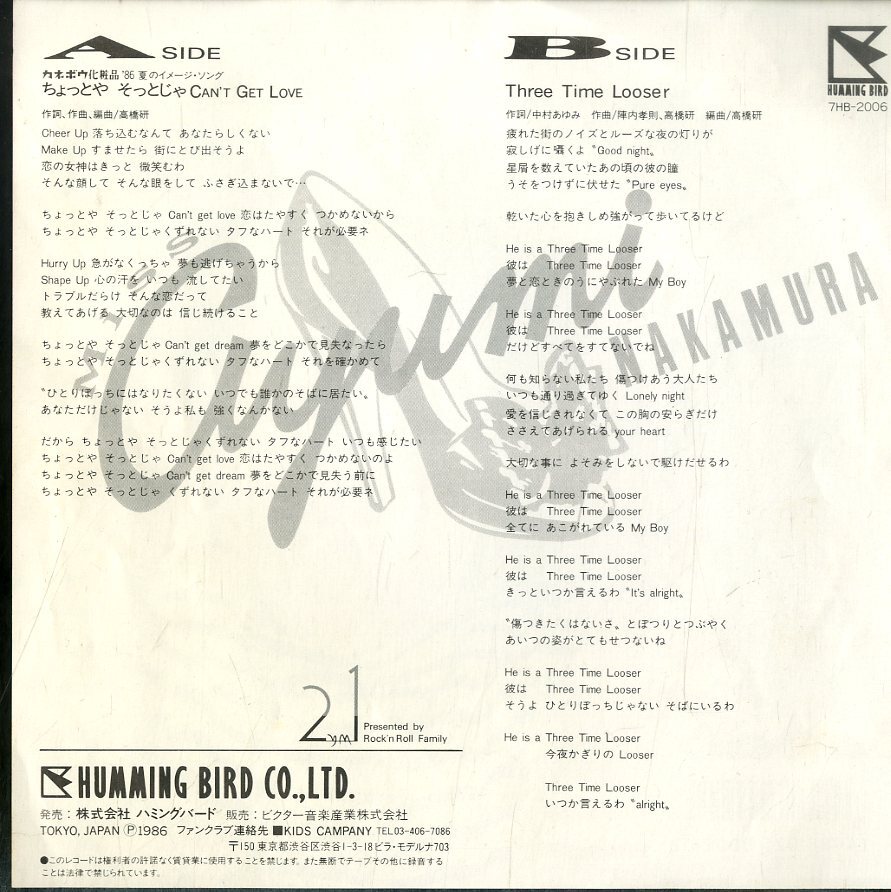 A SIDE
カネボウ化粧品'86夏のイメージ・ソング
ちょっとや そっとじゃ CAN'T GET LOVE
作詞、作曲、編曲/高橋研
Cheer Up 落ち込むなんて あなたらしくない
Make Up すませたら 街にとび出そうよ
恋の女神はきっと 微笑むわ
そんな顔して そんな眼をして ふさぎ込まないで…
ちょっとや そっとじゃ Can't get love 恋はたやすく つかめないから
ちょっとや そっとじゃくずれない タフなハート それが必要ネ
Hurry Up 急がなくっちゃ 夢も逃げちゃうから
Shape Up 心の汗を いつも 流してたい
トラブルだらけ そんな恋だって
教えてあげる 大切なのは 信じ続けること
ちょっとや そっとじゃ Can't get dream 夢をどこかで見失なったら
ちょっとや そっとじゃくずれない タフなハート それを確かめて
〝ひとりぼっちにはなりたくない いつでも誰かのそばに居たい〟
あなただけじゃない そうよ私も 強くなんかない
だから ちょっとや そっとじゃくずれない タフなハート いつも感じたい
ちょっとや そっとじゃ Can't get love 恋はたやすく つかめないのよ
ちょっとや そっとじゃ Can't get dream 夢をどこかで見失う前に
ちょっとや そっとじゃ くずれない タフなハート それが必要ネ
B SIDE
Three Time Looser
作詞/中村あゆみ 作曲/陣内孝則、高橋研 編曲/高橋研
疲れた街のノイズとルーズな夜の灯りが
寂しげに囁くよ〝Good night〟
星屑を数えていたあの頃の彼の瞳
うそをつけずに伏せた〝Pure eyes〟
乾いた心を抱きしめ強がって歩いてるけど
He is a Three Time Looser
彼は Three Time Looser
夢と恋ときのうにやぶれた My Boy
He is a Three Time Looser
彼は Three Time Looser
だけどすべてをすてないでね
何も知らない私たち 傷つけあう大人たち
いつも通り過ぎてゆく Lonely night
愛を信じきれなくて この胸の安らぎだけ
ささえてあげられる your heart
大切な事に よそみをしないで駆けだせるわ
He is a Three Time Looser
彼は Three Time Looser
全てに あこがれている My Boy
He is a Three Time Looser
彼は Three Time Looser
きっといつか言えるわ〝It's alright〟
〝傷つきたくはないさ〟とぽつりとつぶやく
あいつの姿がとてもせつないね
He is a Three Time Looser
彼は Three Time Looser
そうよ ひとりぼっちじゃない そばにいるわ
He is a Three Time Looser
今夜かぎりの Looser
Three Time Looser
いつか言えるわ〝alright〟
HUMMING BIRD
7HB-2006
Ayumi
NAKAMURA
2.1
Presented by
Rock'n Roll Family
HUMMING BIRD CO.,LTD.
発売:株式会社 ハミングバード 販売:ビクター音楽産業株式会社
TOKYO, JAPAN Ⓟ1986 ファンクラブ連絡先 ■KIDS CAMPANY TEL.03-406-7086
〒150 東京都渋谷区渋谷1-3-18ビラ・モデルナ703
●このレコードは権利者の許諾なく賃貸業に使用することを禁じます。また無断でテープその他に録音する
ことは法律で禁じられています。